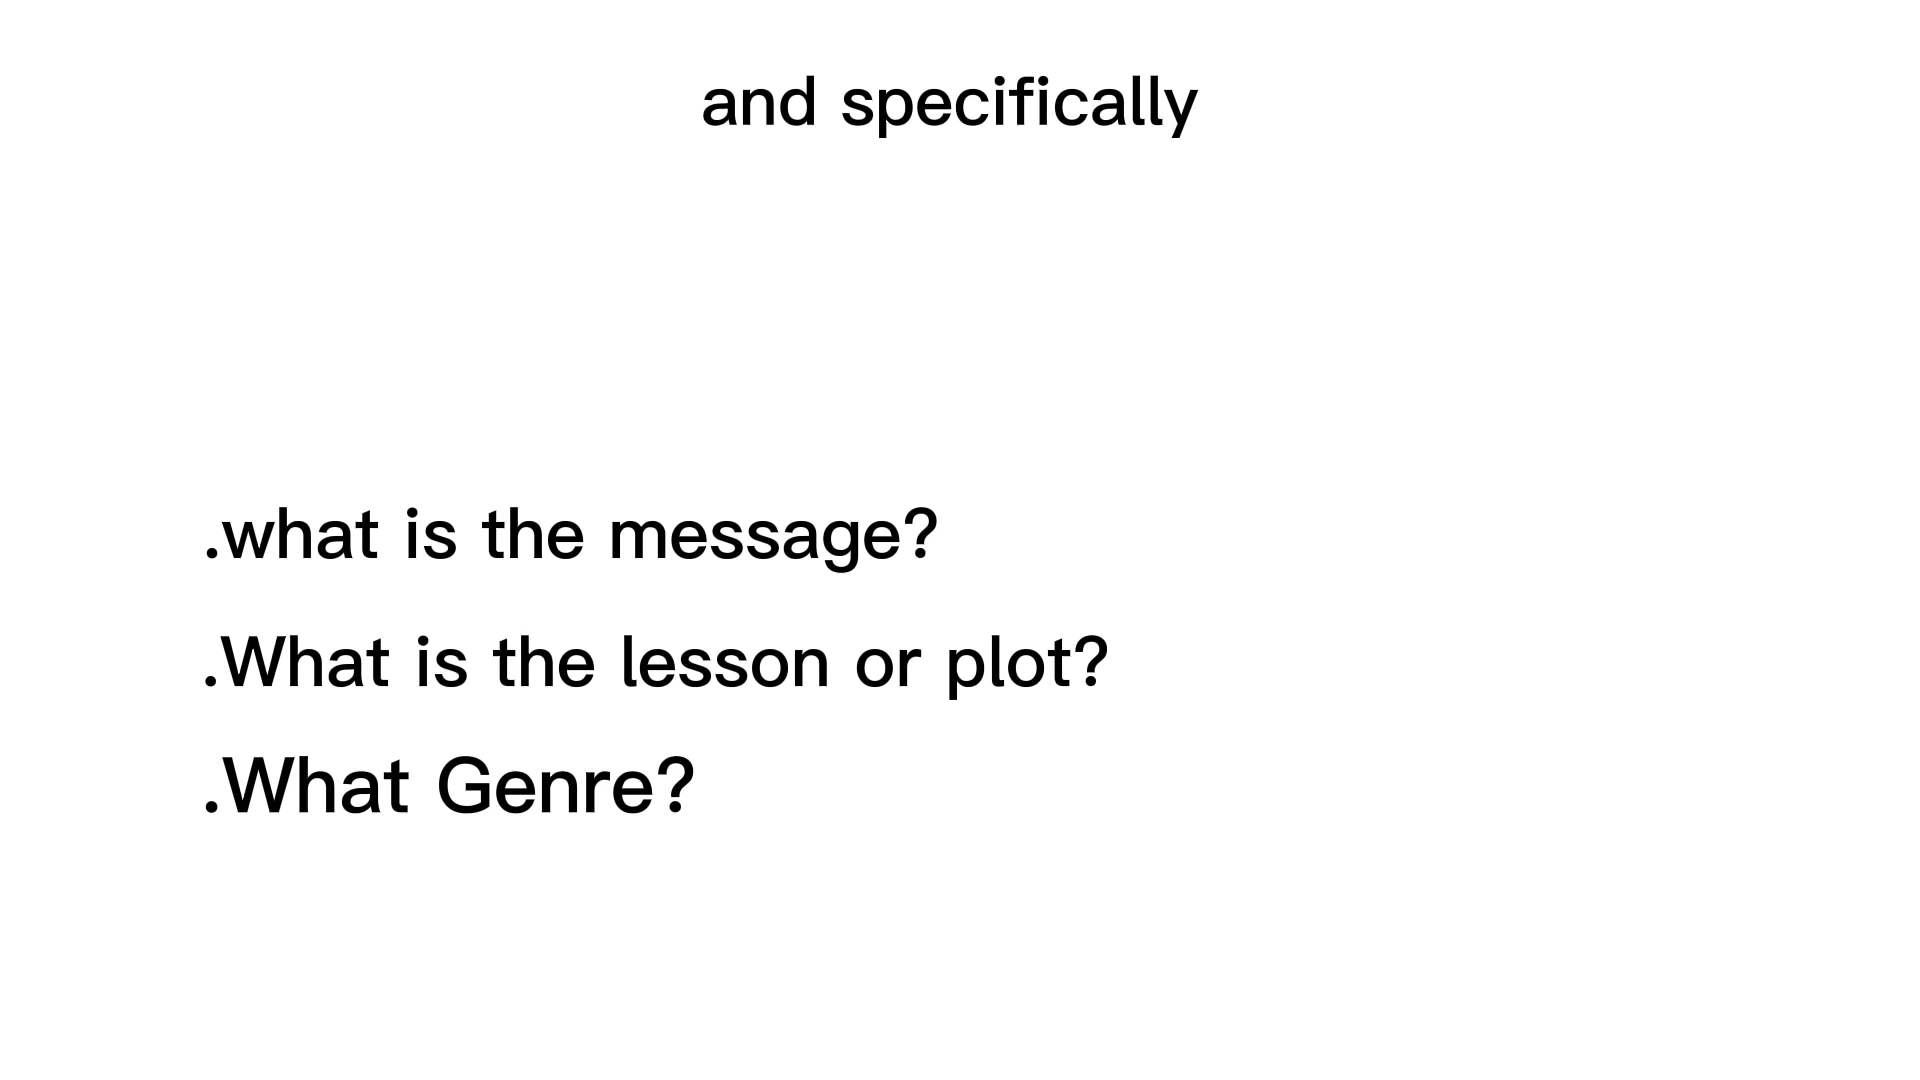 and specifically
.what is the message?
.What is the lesson or plot?
.What Genre?